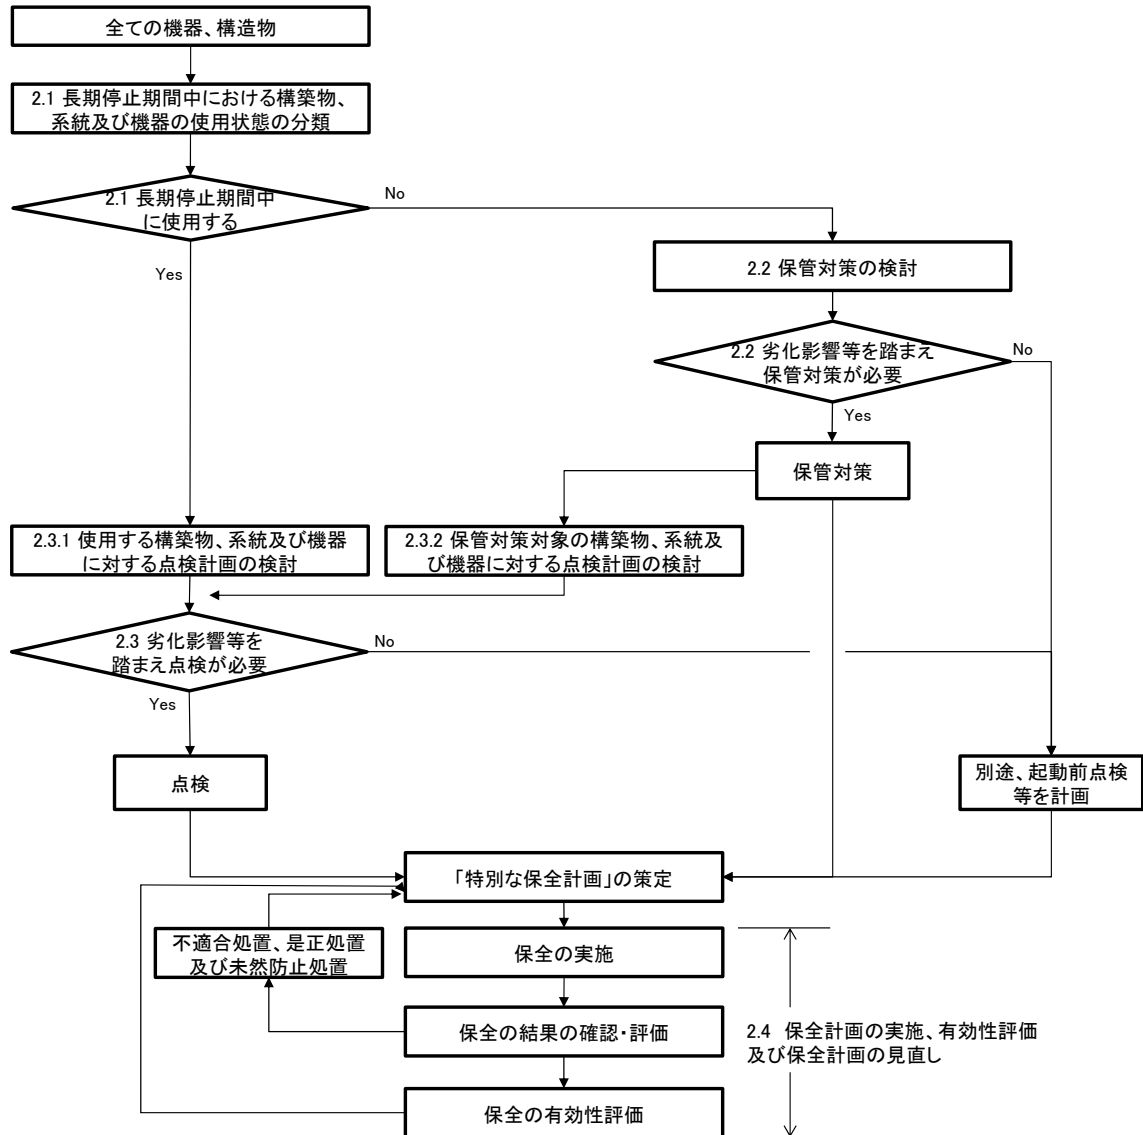 全ての機器、構造物
2.1 長期停止期間中における構築物、
系統及び機器の使用状態の分類
2.1 長期停止期間中
に使用する
No
Yes
2.2 保管対策の検討
2.2 劣化影響等を踏まえ
保管対策が必要
No
Yes
保管対策
2.3.1 使用する構築物、系統及び機器
に対する点検計画の検討
2.3.2 保管対策対象の構築物、系統及
び機器に対する点検計画の検討
2.3 劣化影響等を
踏まえ点検が必要
No
Yes
点検
別途、起動前点検
等を計画
「特別な保全計画」の策定
不適合処置、是正処置
及び未然防止処置
保全の実施
保全の結果の確認・評価
2.4 保全計画の実施、有効性評価
及び保全計画の見直し
保全の有効性評価